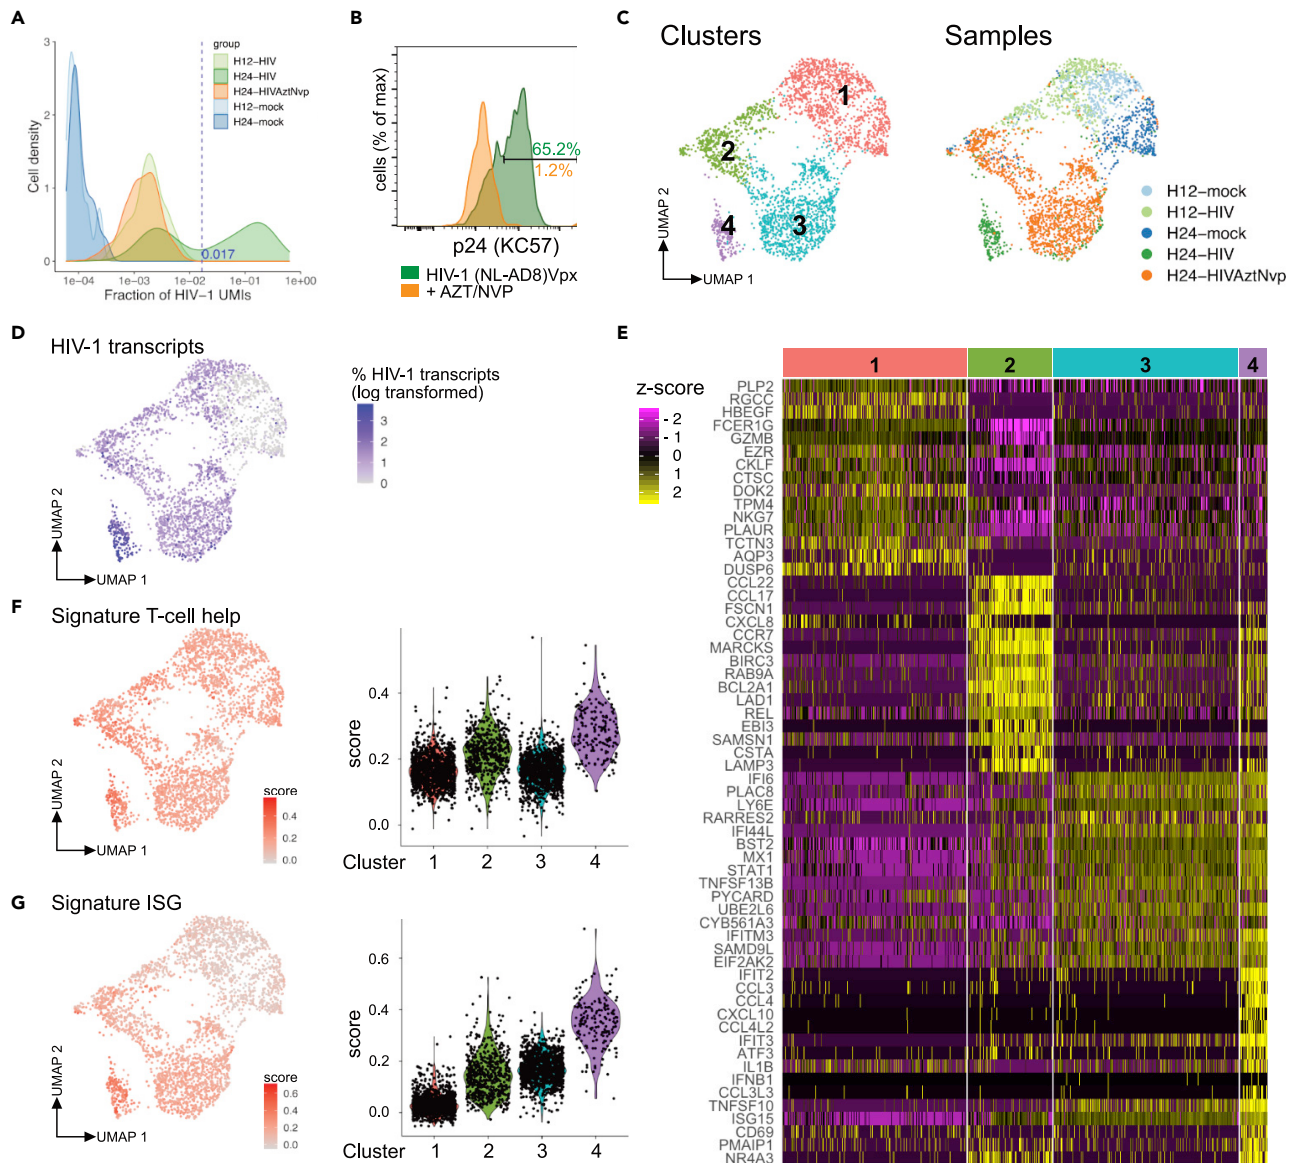 A
group
H12−HIV
H24−HIV
H24−HIVAztNvp
H12−mock
H24−mock
Cell density
3
2
1
0
0.017
1e−04
1e−03
1e−02
1e−01
1e+00
Fraction of HIV−1 UMIs
B
cells (% of max)
65.2%
1.2%
p24 (KC57)
HIV-1 (NL-AD8)Vpx
+ AZT/NVP
C
Clusters
1
2
3
4
UMAP 2
UMAP 1
Samples
H12−mock
H12−HIV
H24−mock
H24−HIV
H24−HIVAztNvp
D
HIV-1 transcripts
% HIV-1 transcripts
(log transformed)
3
2
1
0
UMAP 2
UMAP 1
E
z-score
- 2
- 1
0
1
2
1
2
3
4
PLP2
RGCC
HBEGF
FCER1G
GZMB
EZR
CKLF
CTSC
DOK2
TPM4
NKG7
PLAUR
TCTN3
AQP3
DUSP6
CCL22
CCL17
FSCN1
CXCL8
CCR7
MARCKS
BIRC3
RAB9A
BCL2A1
LAD1
REL
EBI3
SAMSN1
CSTA
LAMP3
IFI6
PLAC8
LY6E
RARRES2
IFI44L
BST2
MX1
STAT1
TNFSF13B
PYCARD
UBE2L6
CYB561A3
IFITM3
SAMD9L
EIF2AK2
IFIT2
CCL3
CCL4
CXCL10
CCL4L2
IFIT3
ATF3
IL1B
IFNB1
CCL3L3
TNFSF10
ISG15
CD69
PMAIP1
NR4A3
F
Signature T-cell help
UMAP 2
UMAP 1
score
0.4
0.2
0.0
score
0.4
0.2
0.0
Cluster
1
2
3
4
G
Signature ISG
UMAP 2
UMAP 1
score
0.6
0.4
0.2
0.0
score
0.6
0.4
0.2
0.0
Cluster
1
2
3
4